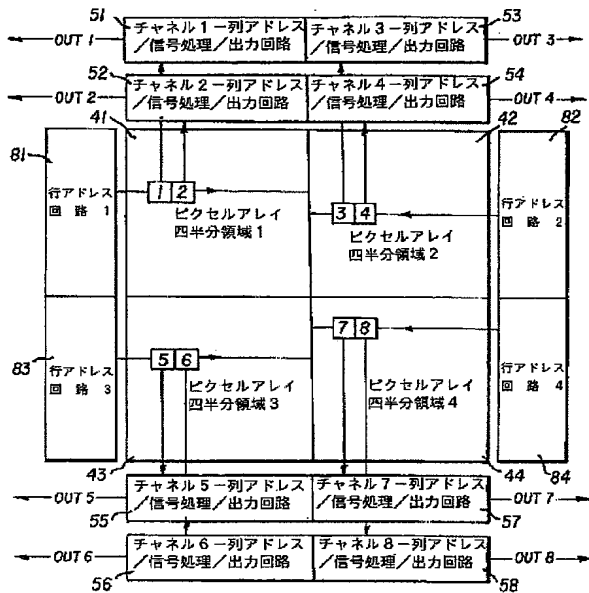 51
53
チャネル1-列アドレス
/信号処理/出力回路
チャネル3-列アドレス
/信号処理/出力回路
OUT 1
OUT 3
52
54
チャネル2-列アドレス
/信号処理/出力回路
チャネル4-列アドレス
/信号処理/出力回路
OUT 2
OUT 4
41
42
81
82
行アドレス
回路 1
1 2
ピクセルアレイ
四半分領域1
3 4
ピクセルアレイ
四半分領域2
行アドレス
回路 2
83
行アドレス
回路 3
5 6
ピクセルアレイ
四半分領域3
7 8
ピクセルアレイ
四半分領域4
行アドレス
回路 4
43
44
84
チャネル5-列アドレス
/信号処理/出力回路
チャネル7-列アドレス
/信号処理/出力回路
OUT 5
OUT 7
55
57
チャネル6-列アドレス
/信号処理/出力回路
チャネル8-列アドレス
/信号処理/出力回路
OUT 6
OUT 8
56
58